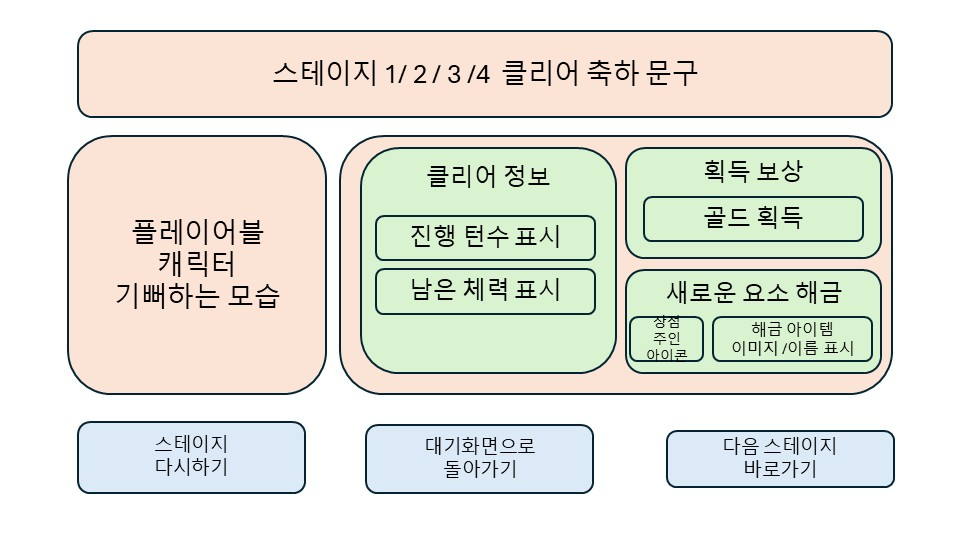 스테이지 1/ 2 / 3 /4 클리어 축하 문구
플레이어블
캐릭터
기뻐하는 모습
클리어 정보
진행 턴수 표시
남은 체력 표시
획득 보상
골드 획득
새로운 요소 해금
상점
주인
아이콘
해금 아이템
이미지 /이름 표시
스테이지
다시하기
대기화면으로
돌아가기
다음 스테이지
바로가기